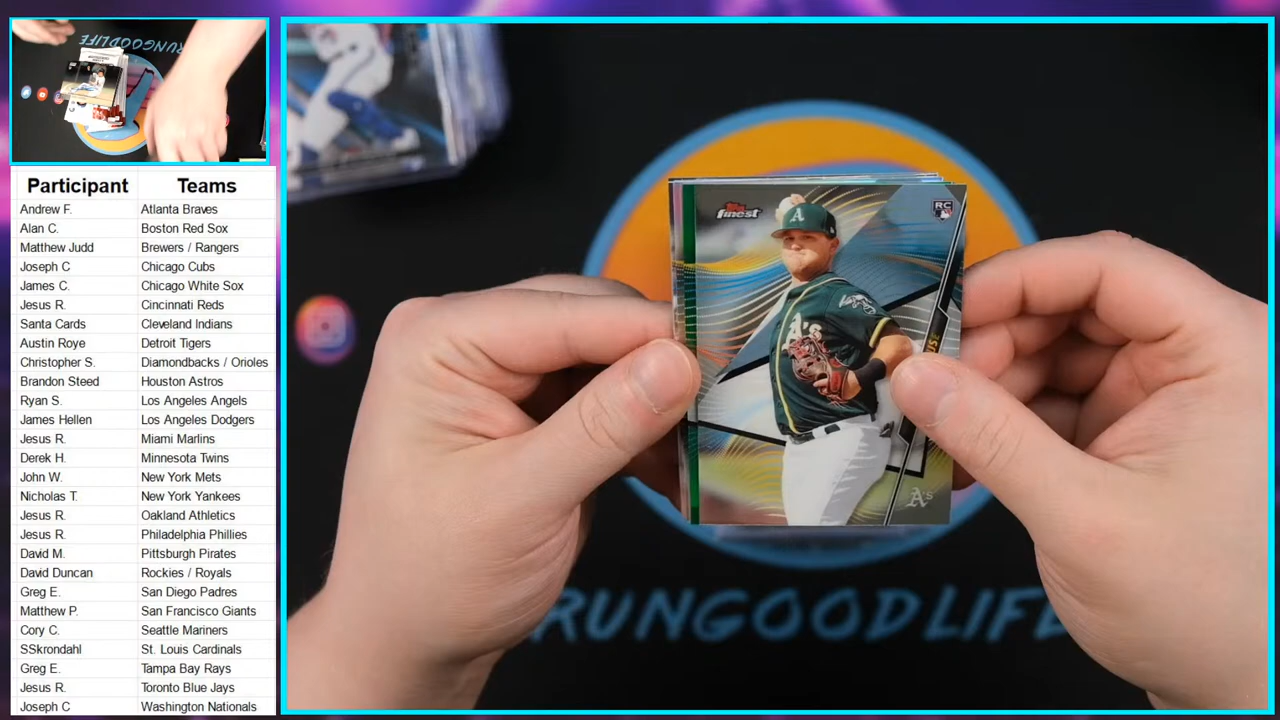 RUNGOODLIFE
Participant Teams
Andrew F. Atlanta Braves
Alan C. Boston Red Sox
Matthew Judd Brewers / Rangers
Joseph C Chicago Cubs
James C. Chicago White Sox
Jesus R. Cincinnati Reds
Santa Cards Cleveland Indians
Austin Roye Detroit Tigers
Christopher S. Diamondbacks / Orioles
Brandon Steed Houston Astros
Ryan S. Los Angeles Angels
James Hellen Los Angeles Dodgers
Jesus R. Miami Marlins
Derek H. Minnesota Twins
John W. New York Mets
Nicholas T. New York Yankees
Jesus R. Oakland Athletics
Jesus R. Philadelphia Phillies
David M. Pittsburgh Pirates
David Duncan Rockies / Royals
Greg E. San Diego Padres
Matthew P. San Francisco Giants
Cory C. Seattle Mariners
SSkrondahl St. Louis Cardinals
Greg E. Tampa Bay Rays
Jesus R. Toronto Blue Jays
Joseph C Washington Nationals
Topps
finest
RC
A
A's
A's
RUNGOODLIFE